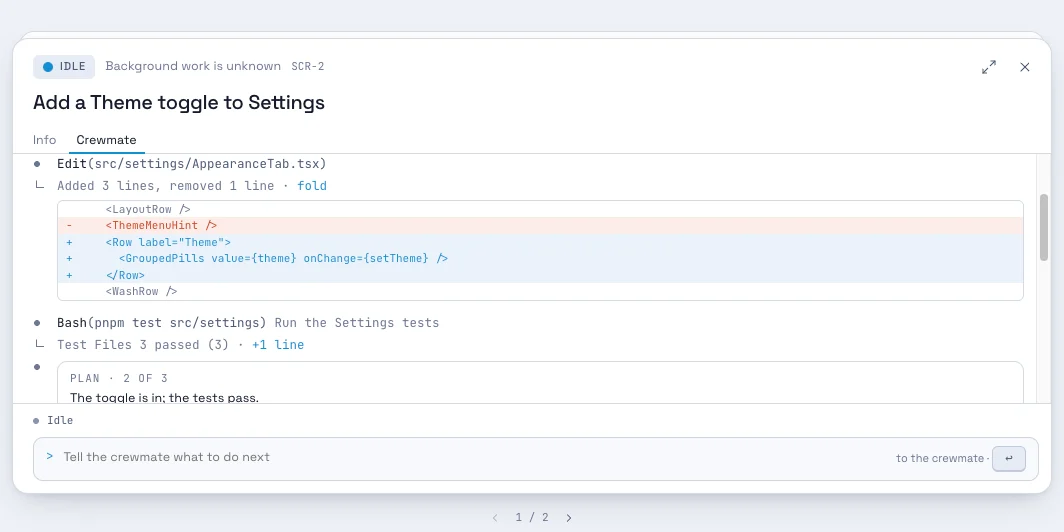 IDLE Background work is unknown SCR-2
Add a Theme toggle to Settings
Info Crewmate
Edit(src/settings/AppearanceTab.tsx)
Added 3 lines, removed 1 line · fold
<LayoutRow />
- <ThemeMenuHint />
+ <Row label="Theme">
+ <GroupedPills value={theme} onChange={setTheme} />
+ </Row>
<WashRow />
Bash(pnpm test src/settings) Run the Settings tests
Test Files 3 passed (3) · +1 line
PLAN · 2 OF 3
The toggle is in; the tests pass.
Idle
> Tell the crewmate what to do next to the crewmate · ↵
‹ 1 / 2 ›